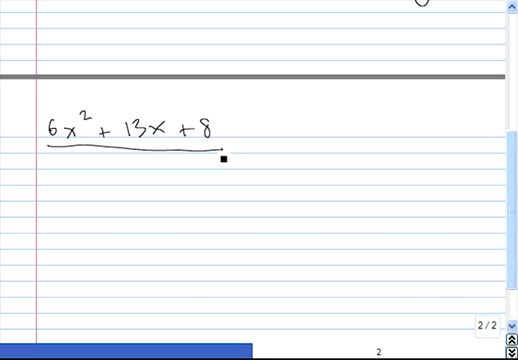 6x² + 13x + 8
2 / 2
2